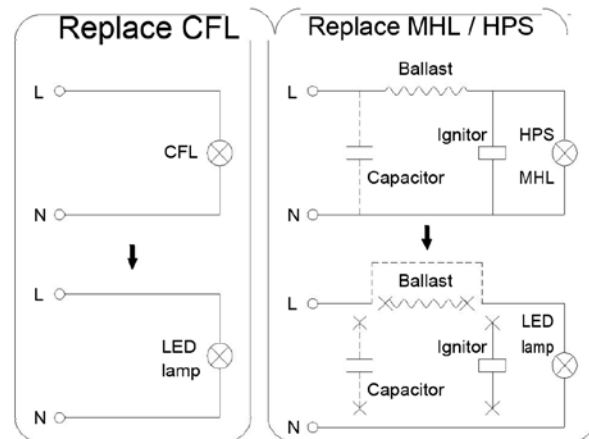 Replace CFL
L
CFL
N
L
LED
lamp
N
Replace MHL / HPS
Ballast
L
Ignitor
HPS
Capacitor
MHL
N
Ballast
L
LED
Ignitor
lamp
Capacitor
N